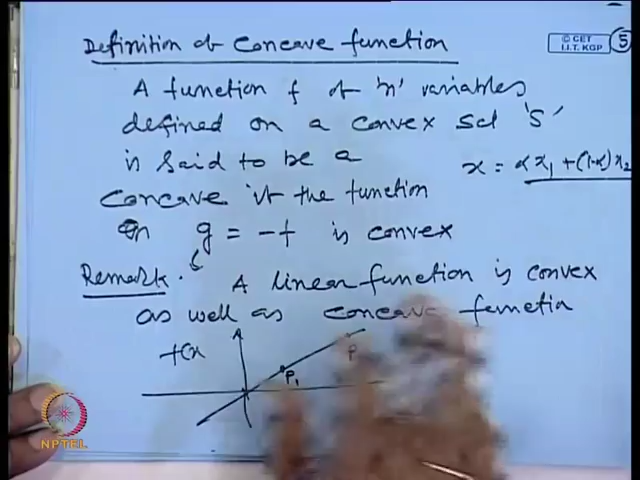 Definition of Concave function
© CET
I.I.T. KGP
5
A function f of 'n' variables
defined on a convex set 'S'
is said to be a
x = αx₁ + (1-α)x₂
concave if the function
g = -f is convex
Remark. A linear function is convex
as well as concave function
f(x
P₁
P
NPTEL